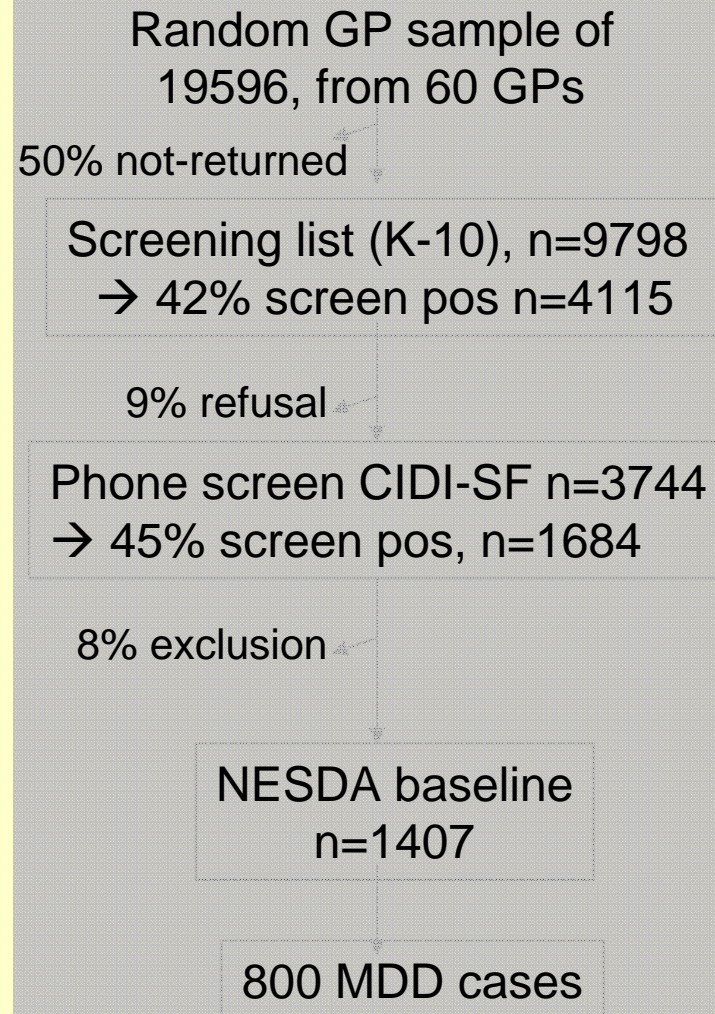 Random GP sample of
19596, from 60 GPs
50% not-returned
Screening list (K-10), n=9798
→ 42% screen pos n=4115
9% refusal
Phone screen CIDI-SF n=3744
→ 45% screen pos, n=1684
8% exclusion
NESDA baseline
n=1407
800 MDD cases